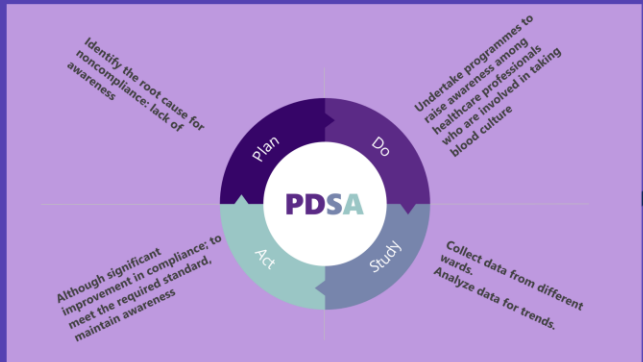 Identify the root cause for
noncompliance: lack of
awareness
Undertake programmes to
raise awareness among
healthcare professionals
who are involved in taking
blood culture
Plan
Do
PDSA
Act
Study
Although significant
improvement in compliance; to
meet the required standard,
maintain awareness
Collect data from different
wards.
Analyze data for trends.